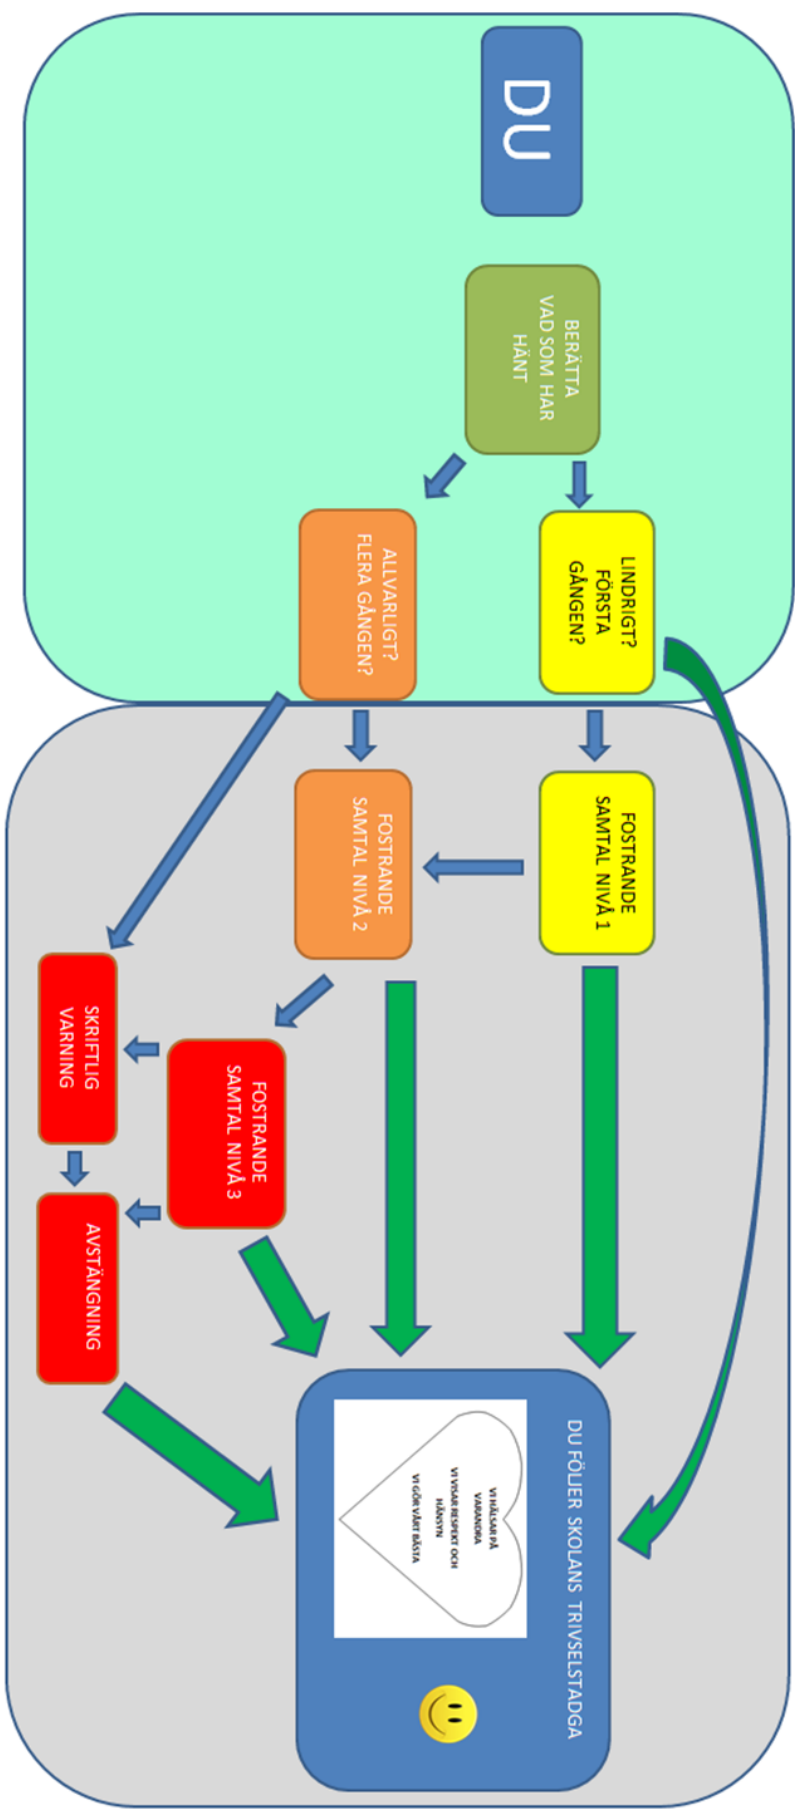 DU
BERÄTTA
VAD SOM HAR
HÄNT
LINDRIGT?
FÖRSTA
GÅNGEN?
ALLVARLIGT?
FLERA GÅNGEN?
FOSTRANDE
SAMTAL NIVÅ 1
FOSTRANDE
SAMTAL NIVÅ 2
FOSTRANDE
SAMTAL NIVÅ 3
SKRIFTLIG
VARNING
AVSTÄNGNING
DU FÖLJER SKOLANS TRIVSELSTADGA
VI HÄLSAR PÅ
VARANDRA
VI VISAR RESPEKT OCH
HÄNSYN
VI GÖR VÅRT BÄSTA